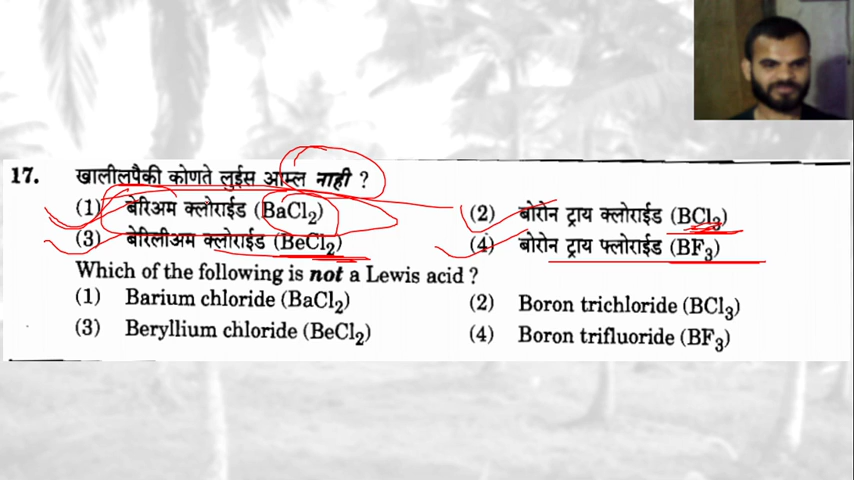 17. खालीलपैकी कोणते लुईस आम्ल नाही ?
(1) बेरिअम क्लोराईड (BaCl₂) (2) बोरोन ट्राय क्लोराईड (BCl₃)
(3) बेरिलीअम क्लोराईड (BeCl₂) (4) बोरोन ट्राय फ्लोराईड (BF₃)
Which of the following is not a Lewis acid ?
(1) Barium chloride (BaCl₂) (2) Boron trichloride (BCl₃)
(3) Beryllium chloride (BeCl₂) (4) Boron trifluoride (BF₃)